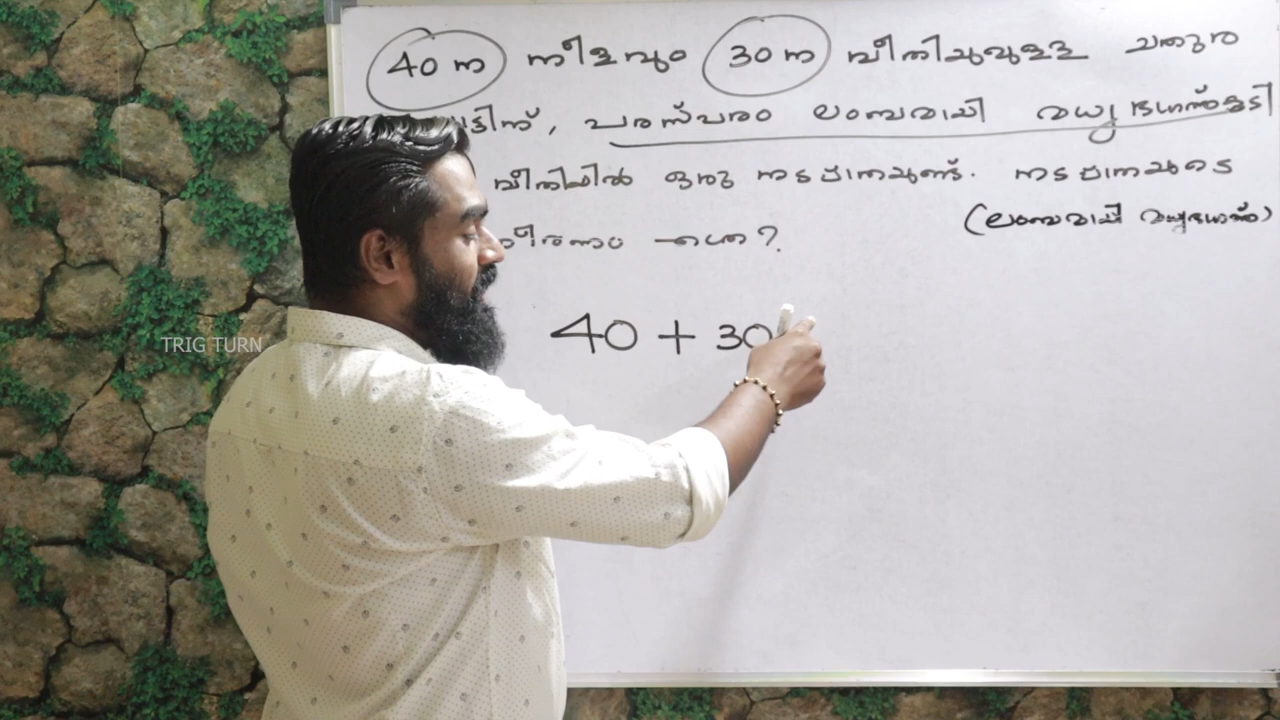 40 മ നീളവും 30 മ വീതിയുമുള്ള ചതുര
ട്ടിന്, പരസ്പരം ലംബമായി മധ്യഭാഗത്തുകൂടി
വീതിയിൽ ഒരു നടപ്പാതയുണ്ട്. നടപ്പാതയുടെ
(ലംബമായി മധ്യഭാഗത്ത്)
എത്ര?
40 + 30
TRIG TURN